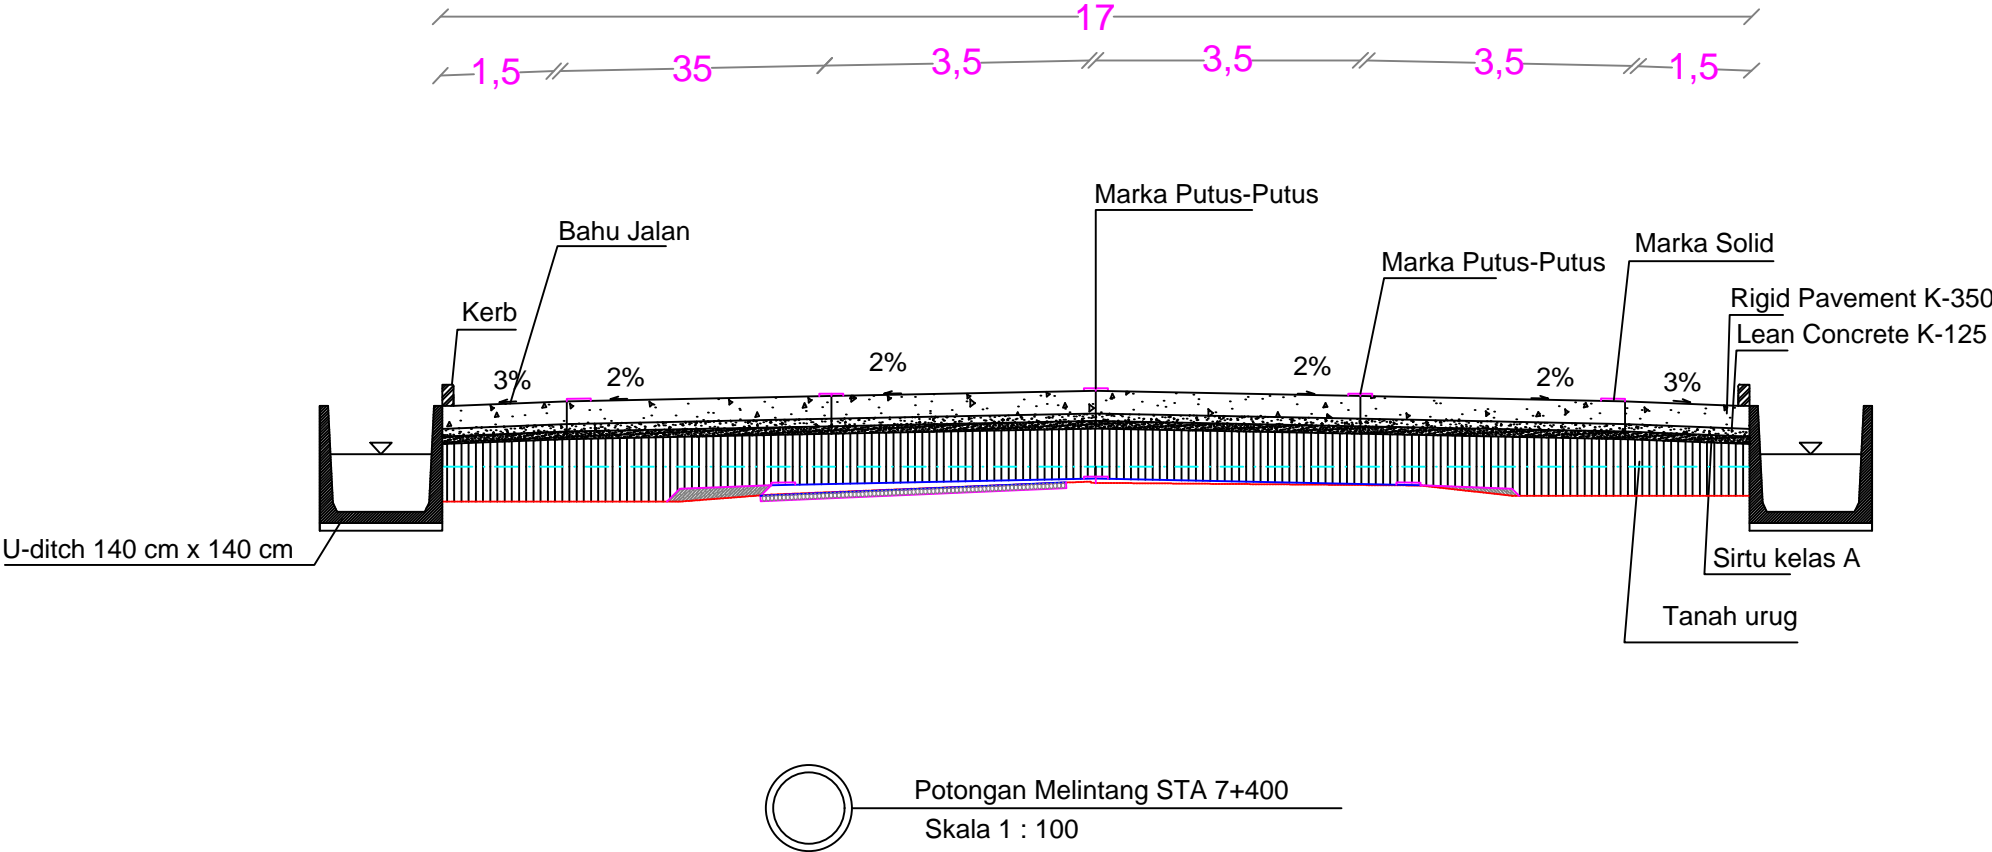 17
1,5 35 3,5 3,5 3,5 1,5
Marka Putus-Putus
Bahu Jalan
Marka Solid
Marka Putus-Putus
Kerb
Rigid Pavement K-350
Lean Concrete K-125
3% 2% 2% 2% 2% 3%
U-ditch 140 cm x 140 cm
Sirtu kelas A
Tanah urug
Potongan Melintang STA 7+400
Skala 1 : 100